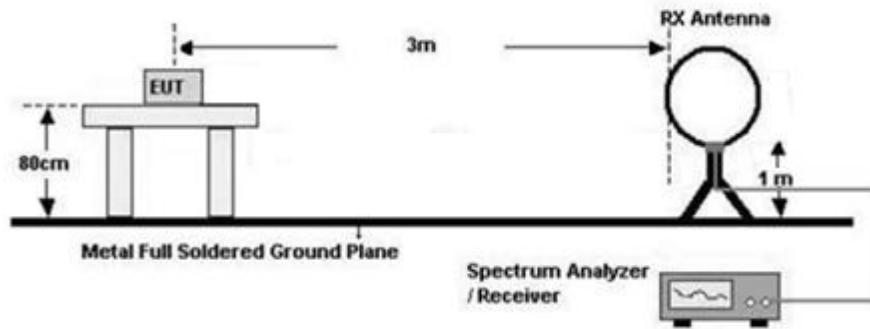 RX Antenna
3m
EUT
80cm
1 m
Metal Full Soldered Ground Plane
Spectrum Analyzer
/ Receiver